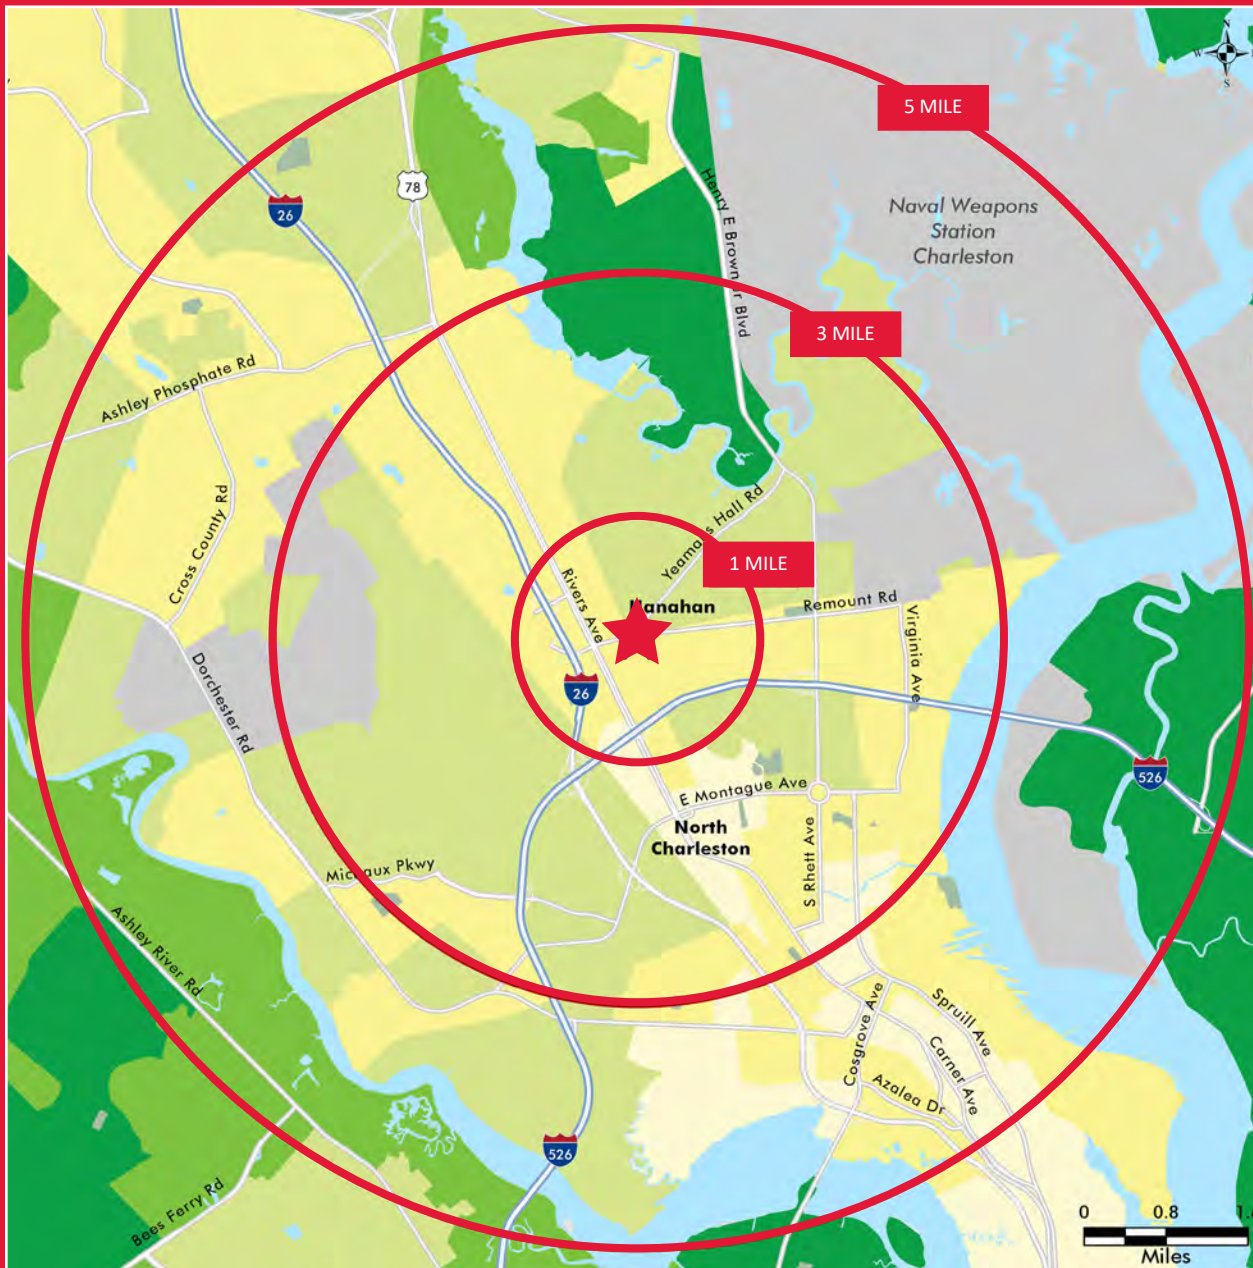 N
W
S
5 MILE
78
26
Henry E Brown Jr Blvd
Naval Weapons
Station
Charleston
3 MILE
Ashley Phosphate Rd
Cross County Rd
Yeamans Hall Rd
1 MILE
Rivers Ave
Hanahan
Remount Rd
Virginia Ave
Dorchester Rd
26
526
E Montague Ave
North
Charleston
S Rhett Ave
Michaux Pkwy
Ashley River Rd
Cosgrove Ave
Spruill Ave
Carner Ave
Azalea Dr
526
Bees Ferry Rd
0 0.8
Miles